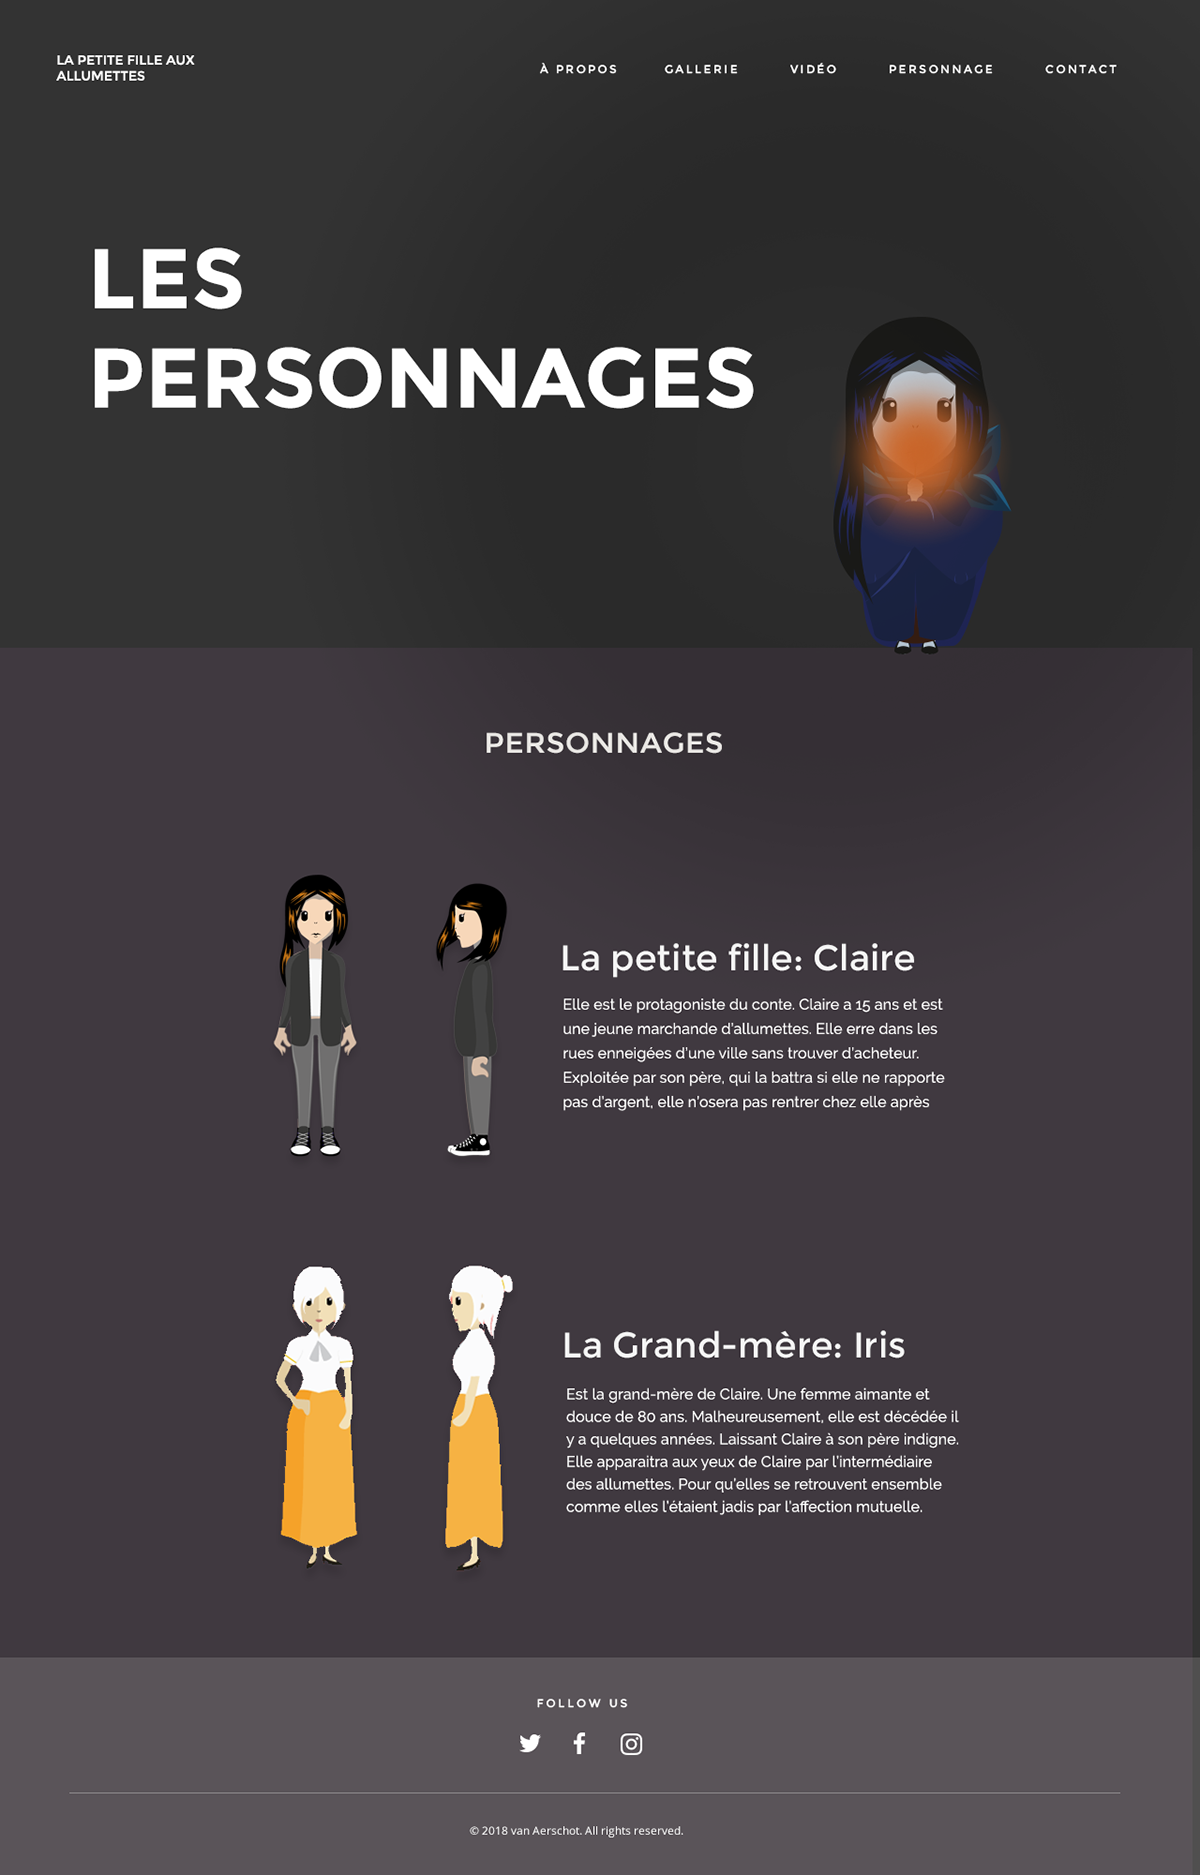 LA PETITE FILLE AUX
ALLUMETTES
À PROPOS
GALLERIE
VIDÉO
PERSONNAGE
CONTACT
LES
PERSONNAGES
PERSONNAGES
La petite fille: Claire
Elle est le protagoniste du conte. Claire a 15 ans et est
une jeune marchande d'allumettes. Elle erre dans les
rues enneigées d'une ville sans trouver d'acheteur.
Exploitée par son père, qui la battra si elle ne rapporte
pas d'argent, elle n'osera pas rentrer chez elle après
La Grand-mère: Iris
Est la grand-mère de Claire. Une femme aimante et
douce de 80 ans. Malheureusement, elle est décédée il
y a quelques années. Laissant Claire à son père indigne.
Elle apparaitra aux yeux de Claire par l'intermédiaire
des allumettes. Pour qu'elles se retrouvent ensemble
comme elles l'étaient jadis par l'affection mutuelle.
FOLLOW US
© 2018 van Aerschot. All rights reserved.